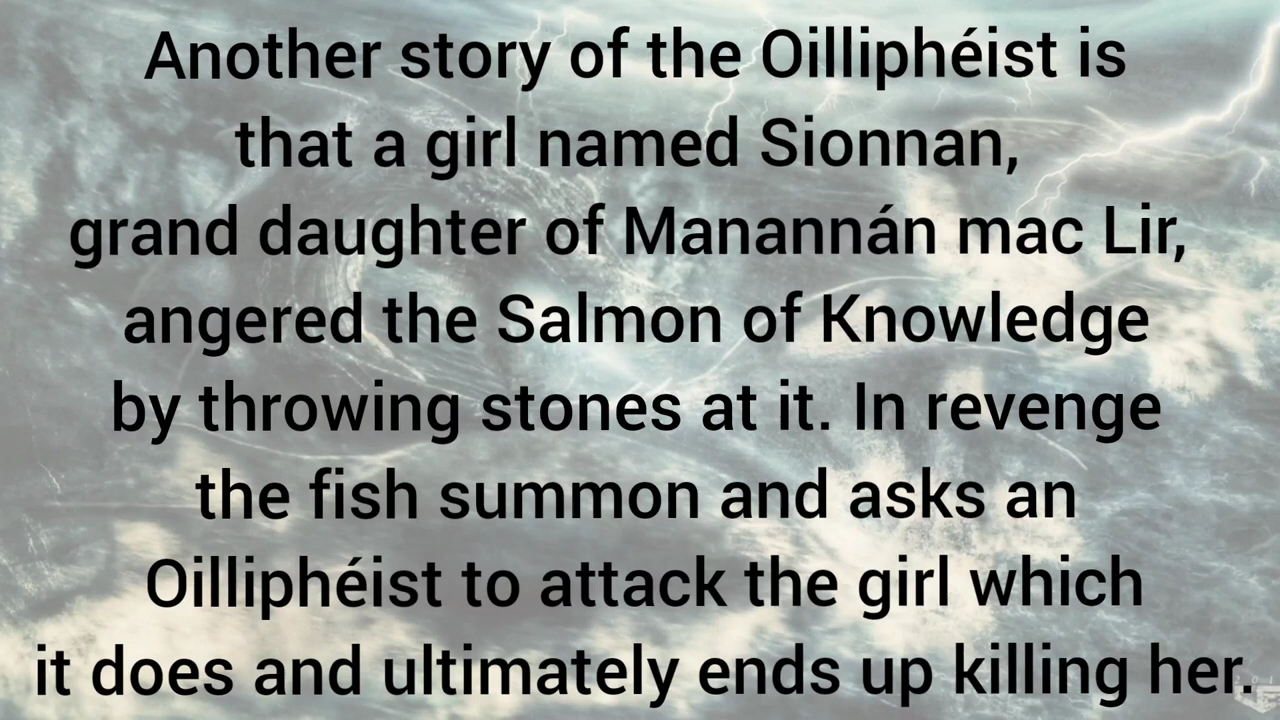 Another story of the Oilliphéist is
that a girl named Sionnan,
grand daughter of Manannán mac Lir,
angered the Salmon of Knowledge
by throwing stones at it. In revenge
the fish summon and asks an
Oilliphéist to attack the girl which
it does and ultimately ends up killing her.